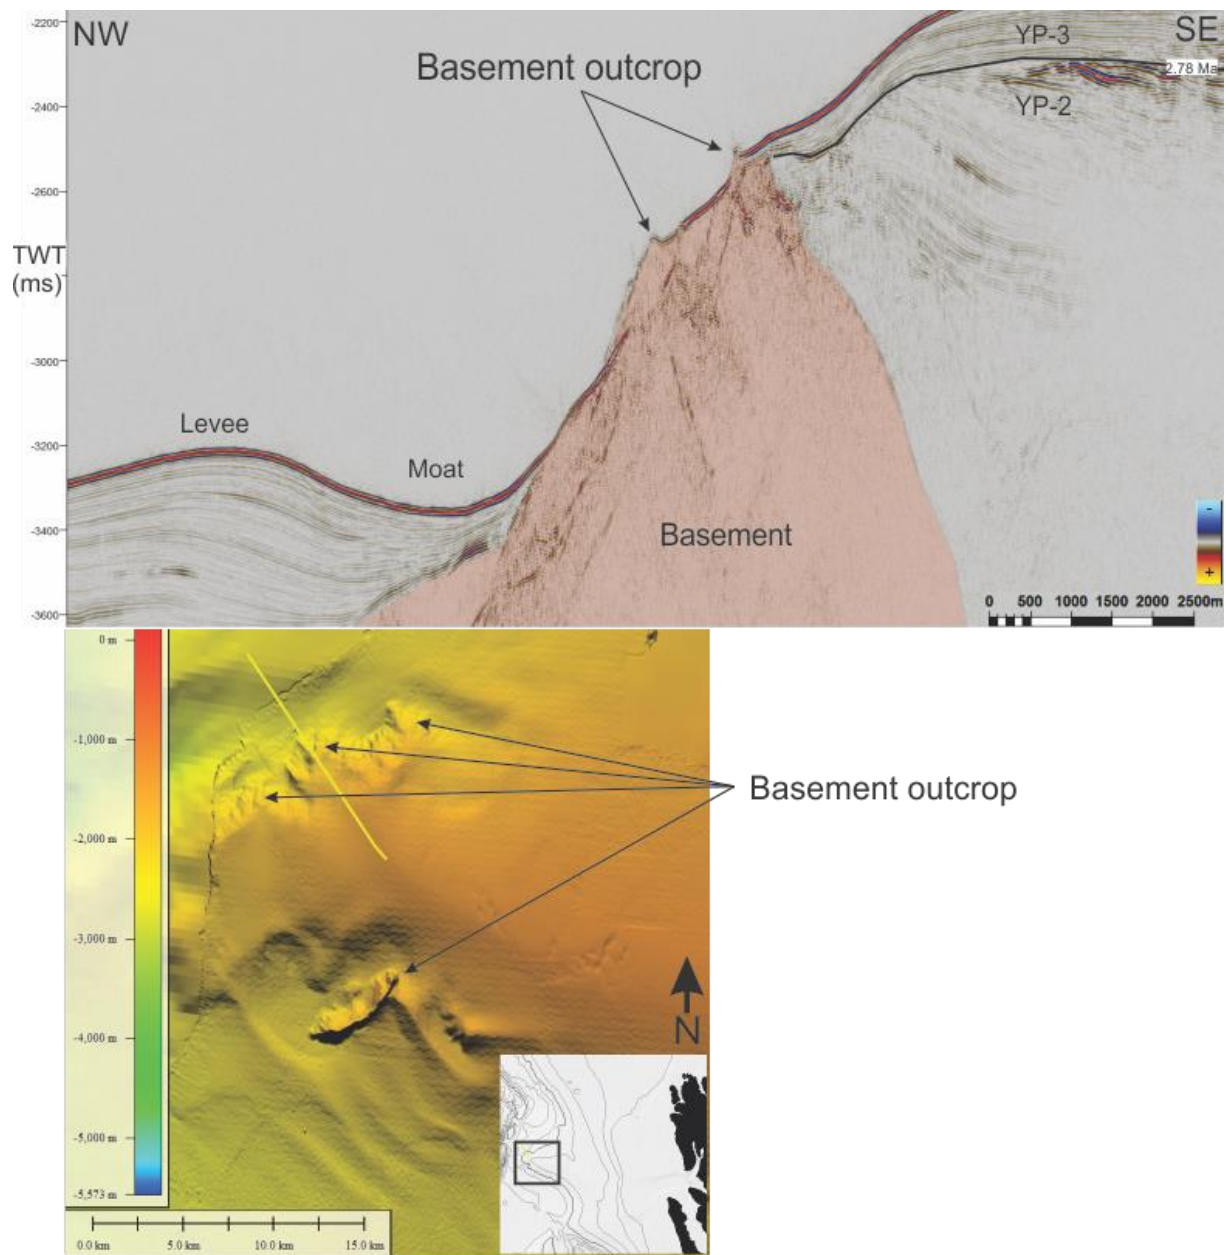 -2200
NW
YP-3
SE
Basement outcrop
2.78 Ma
-2400
YP-2
-2600
TWT
(ms)
-3000
Levee
-3200
Moat
-3400
Basement
-
+
0 500 1000 1500 2000 2500m
-3600
0 m
-1,000 m
Basement outcrop
-2,000 m
-3,000 m
N
-4,000 m
-5,000 m
-5,573 m
0.0 km 5.0 km 10.0 km 15.0 km